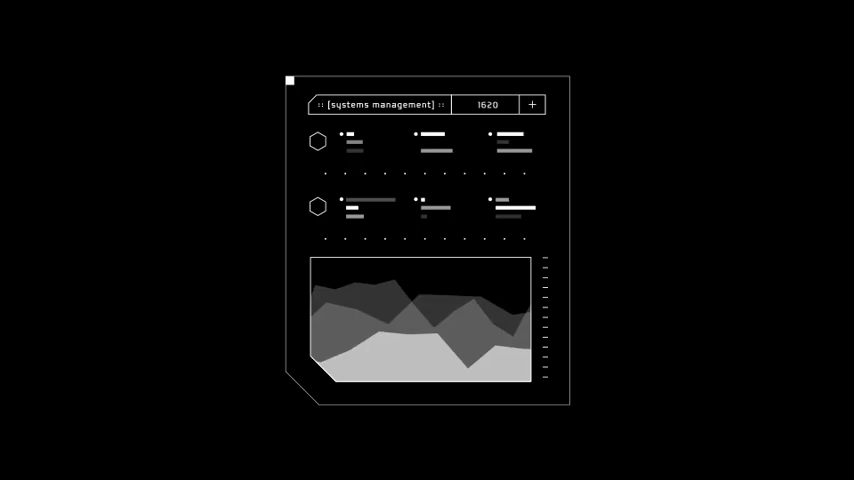 :: [systems management] :: 1620 +